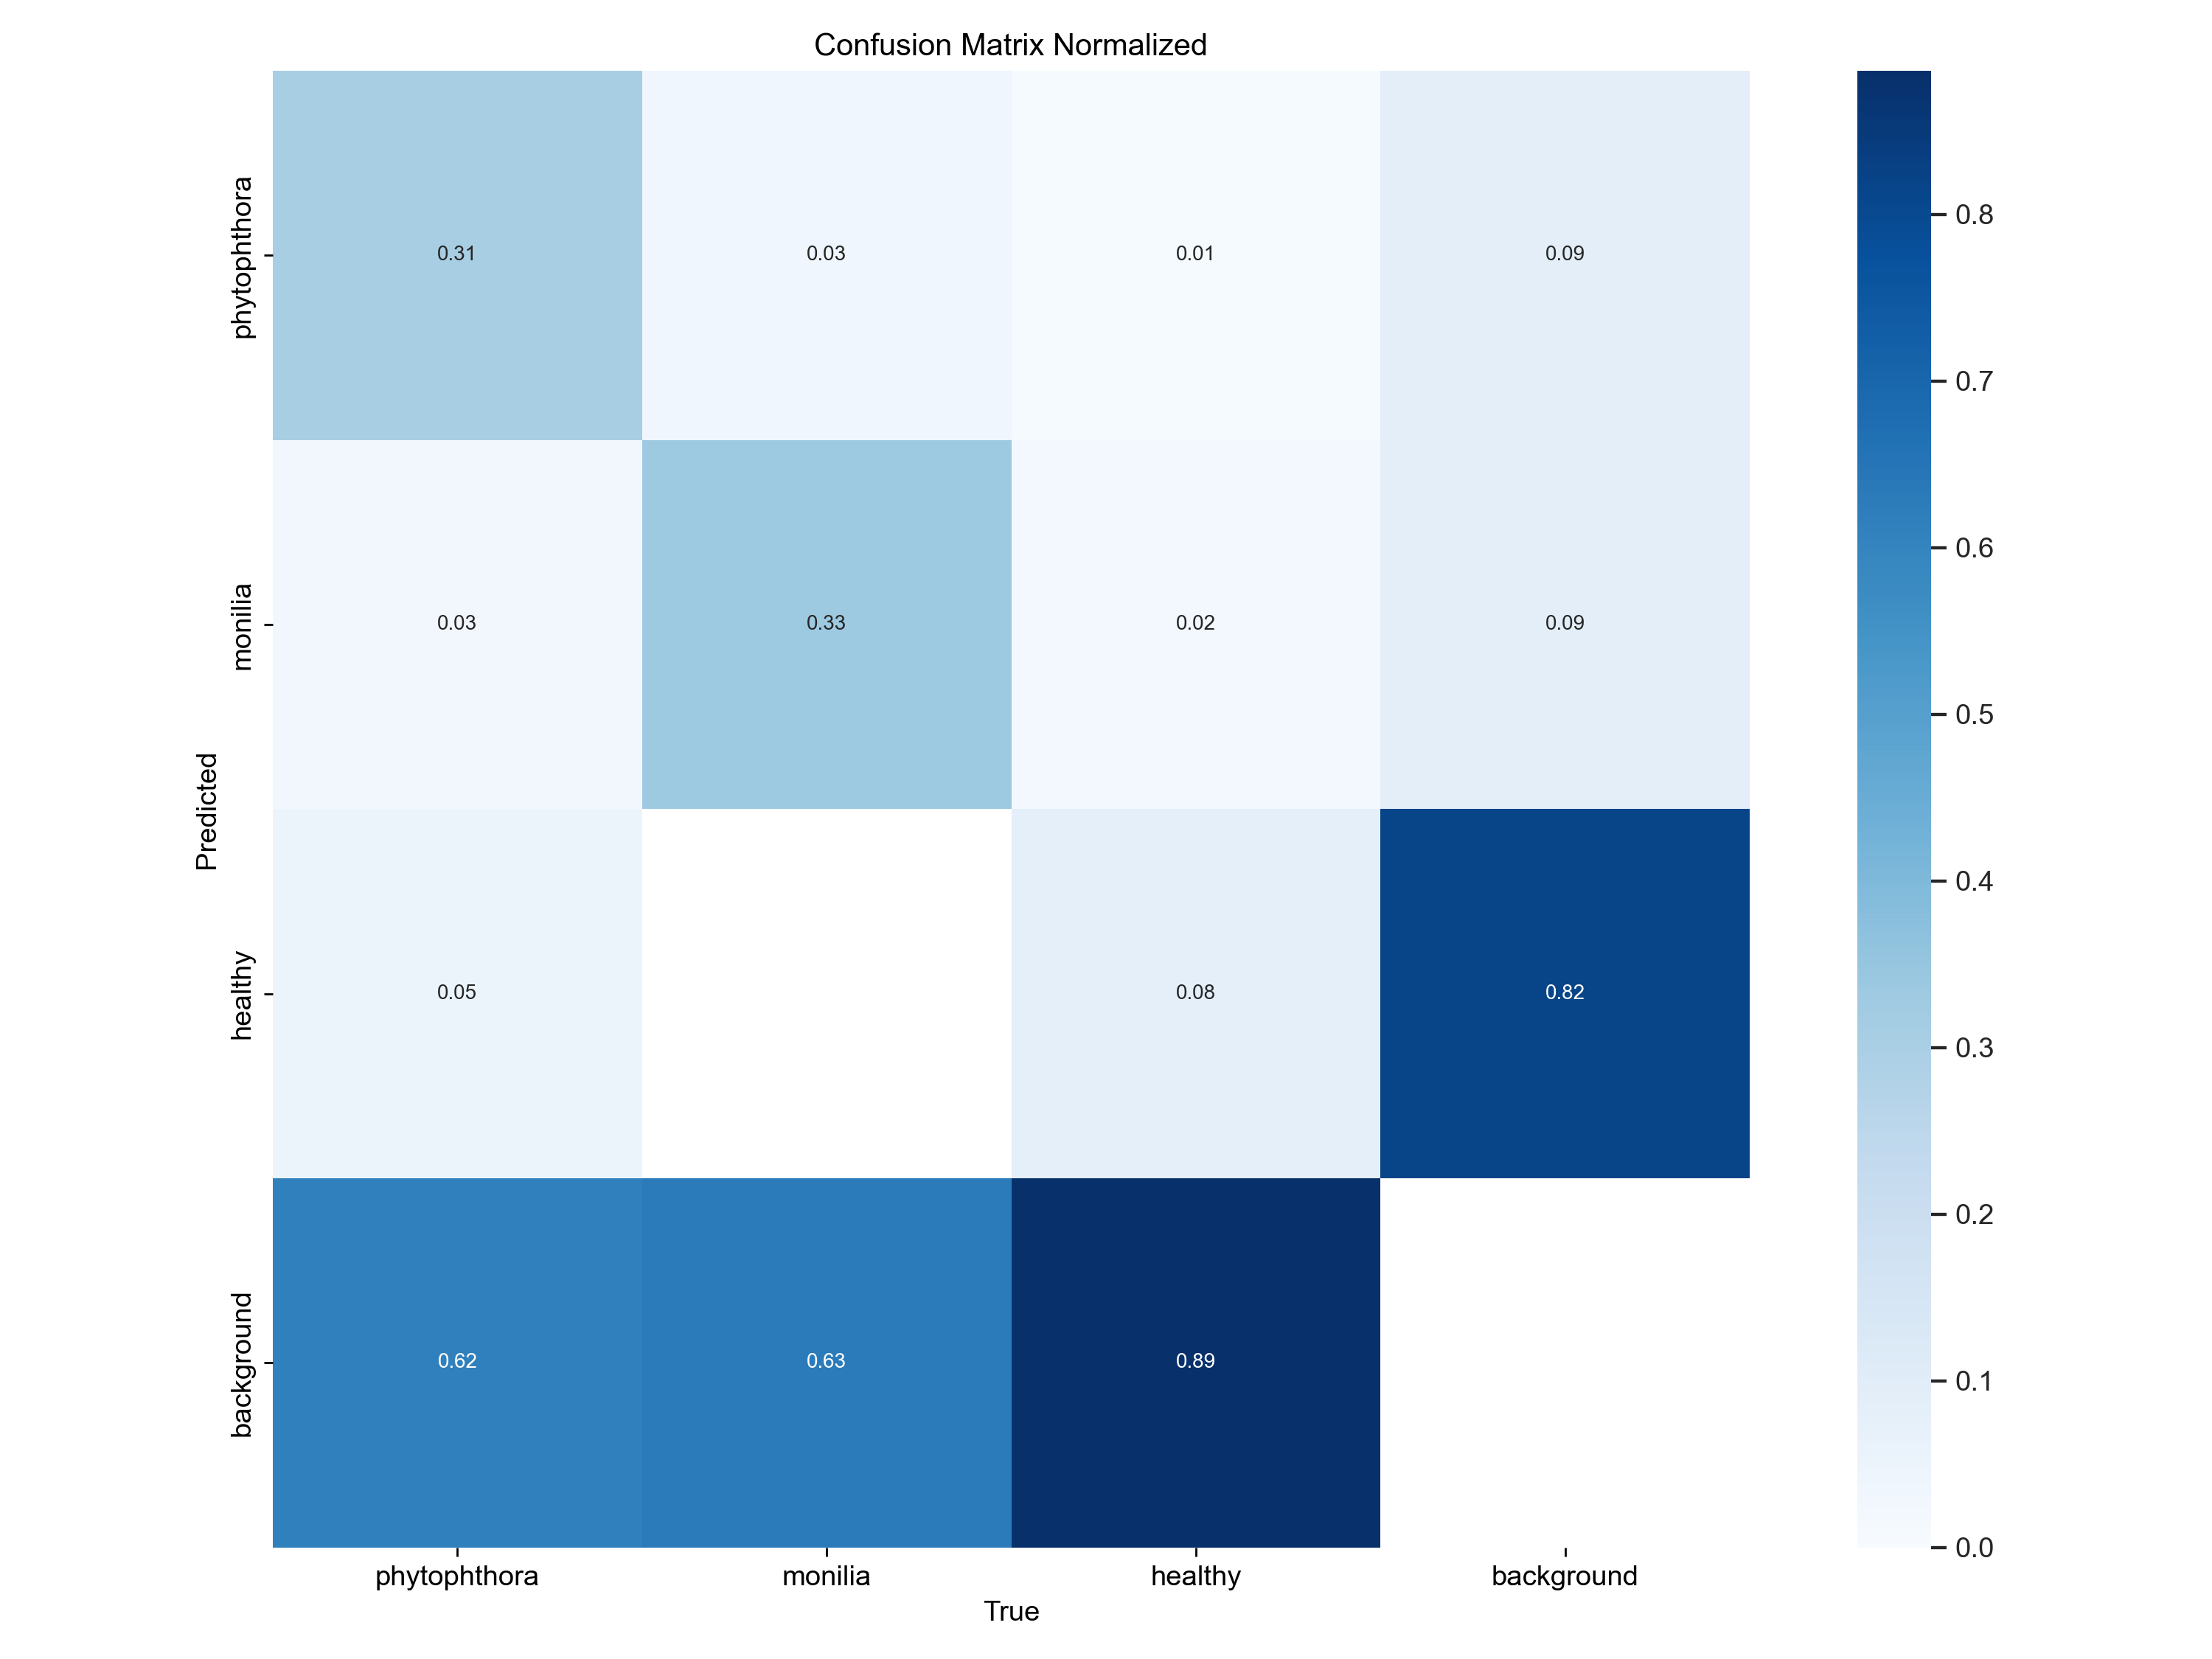 Confusion Matrix Normalized
phytophthora
0.31
0.03
0.01
0.09
monilia
0.03
0.33
0.02
0.09
healthy
0.05
0.08
0.82
background
0.62
0.63
0.89
Predicted
phytophthora
monilia
healthy
background
True
0.8
0.7
0.6
0.5
0.4
0.3
0.2
0.1
0.0